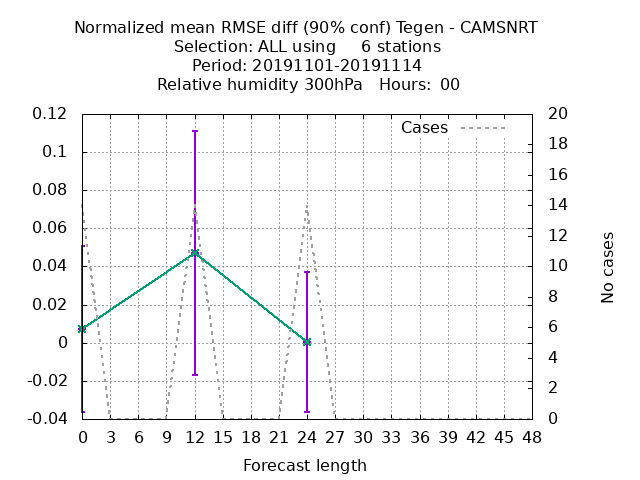 Normalized mean RMSE diff (90% conf) Tegen - CAMSNRT
Selection: ALL using     6 stations
Period: 20191101-20191114
Relative humidity 300hPa   Hours:  00
Cases
0.12
0.1
0.08
0.06
0.04
0.02
0
-0.02
-0.04
20
18
16
14
12
10
8
6
4
2
0
No cases
0 3 6 9 12 15 18 21 24 27 30 33 36 39 42 45 48
Forecast length